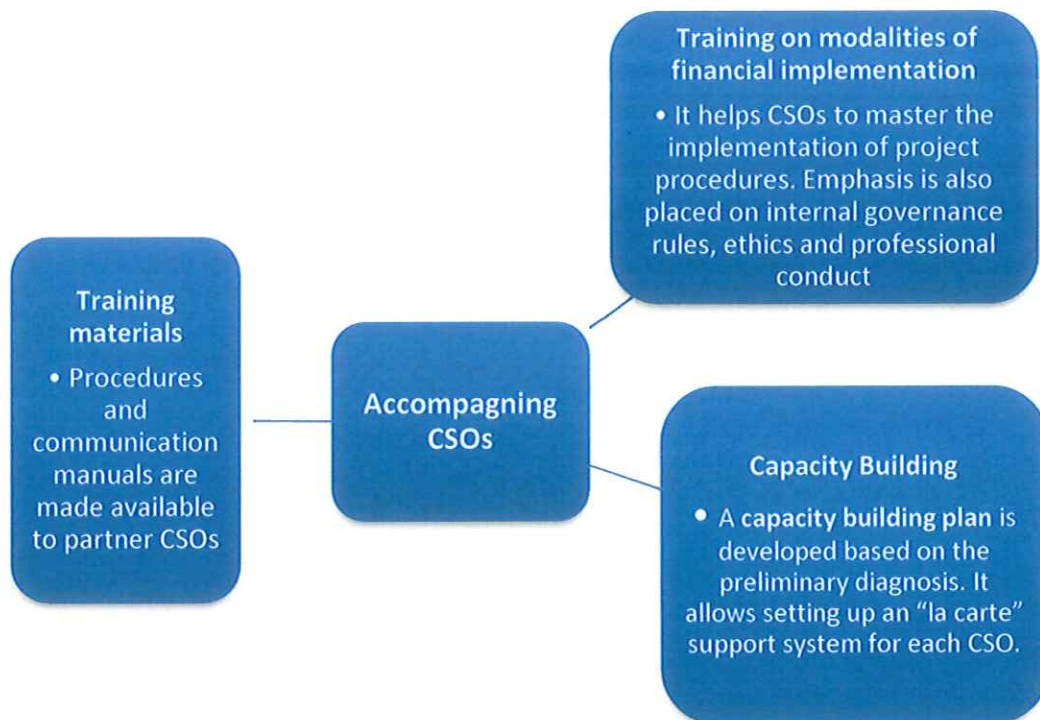 Training on modalities of
financial implementation
• It helps CSOs to master the
implementation of project
procedures. Emphasis is also
placed on internal governance
rules, ethics and professional
conduct
Training
materials
• Procedures
and
communication
manuals are
made available
to partner CSOs
Accompagning
CSOs
Capacity Building
• A capacity building plan is
developed based on the
preliminary diagnosis. It
allows setting up an “la carte”
support system for each CSO.